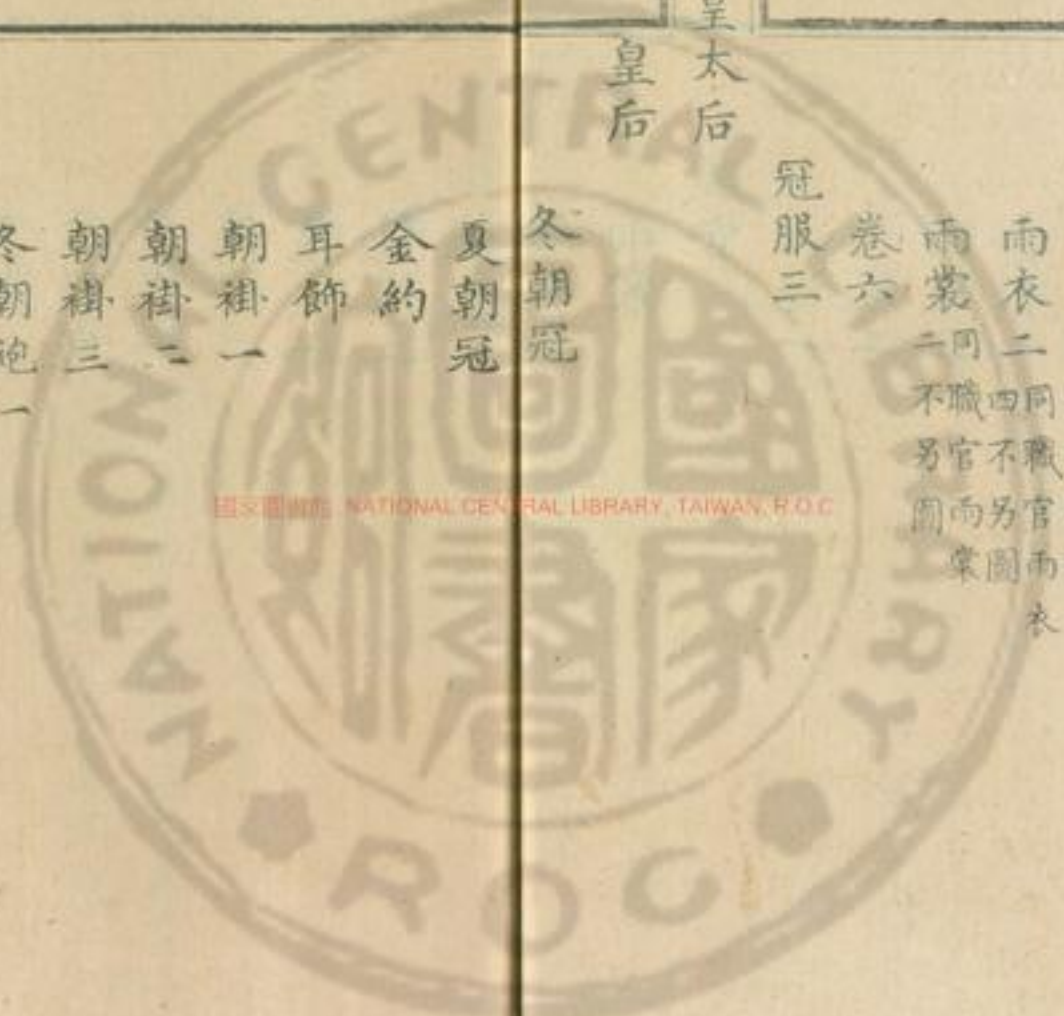 雨衣二同職官雨衣四不另圖
雨裳同職官雨裳二不另圖
卷六
冠服三
皇太后
皇后
冬朝冠
夏朝冠
金約
耳飾
朝褂一
朝褂二
朝褂三
冬朝袍一
國家圖書館 NATIONAL CENTRAL LIBRARY, TAIWAN, R.O.C
NATIONAL CENTRAL LIBRARY
R O C
國家圖書館